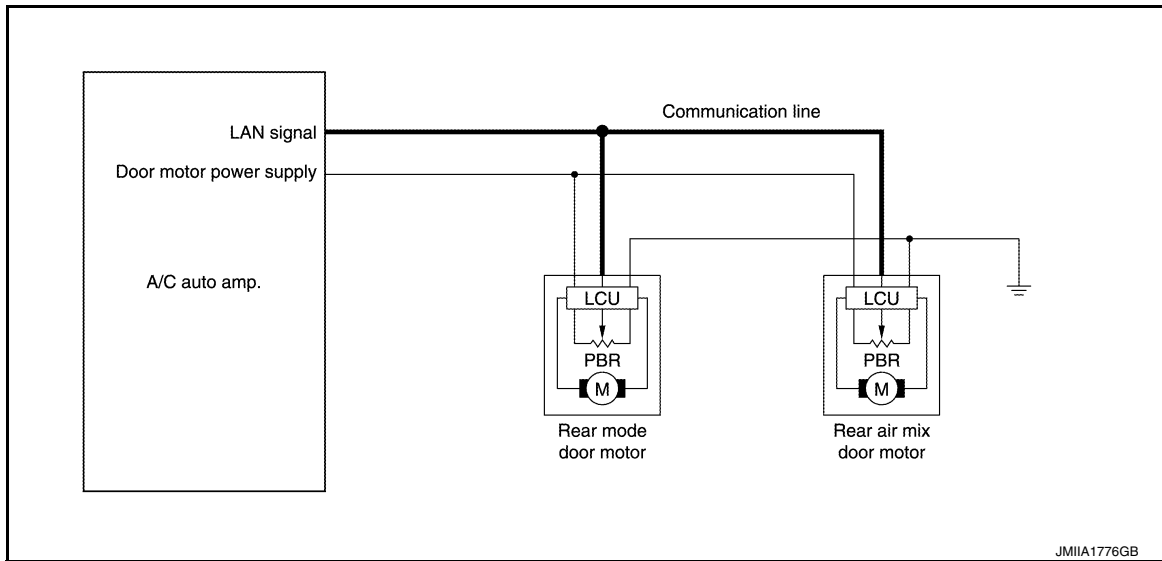 Communication line
LAN signal
Door motor power supply
A/C auto amp.
LCU
PBR
M
Rear mode
door motor
LCU
PBR
M
Rear air mix
door motor
JMIIA1776GB